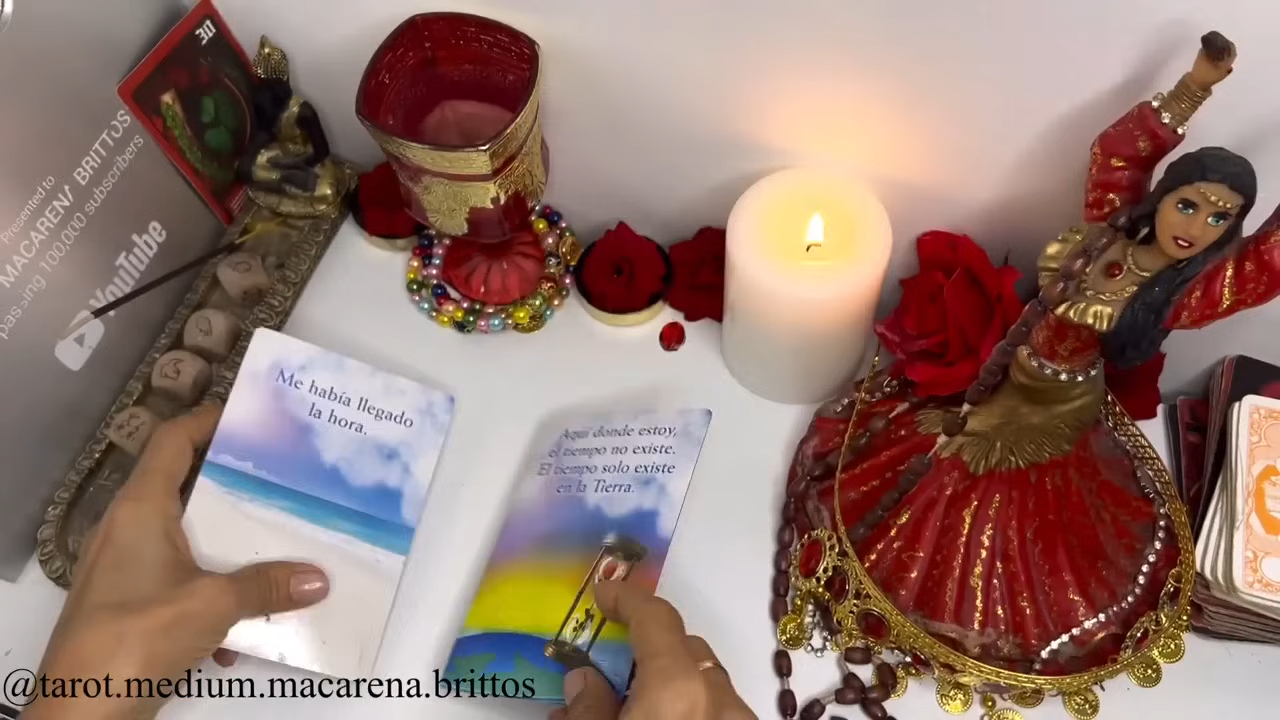 Presented to
MACARENA BRITTOS
passing 100,000 subscribers
YouTube
Me había llegado
la hora.
Aquí donde estoy,
el tiempo no existe.
El tiempo solo existe
en la Tierra.
@tarot.medium.macarena.brittos